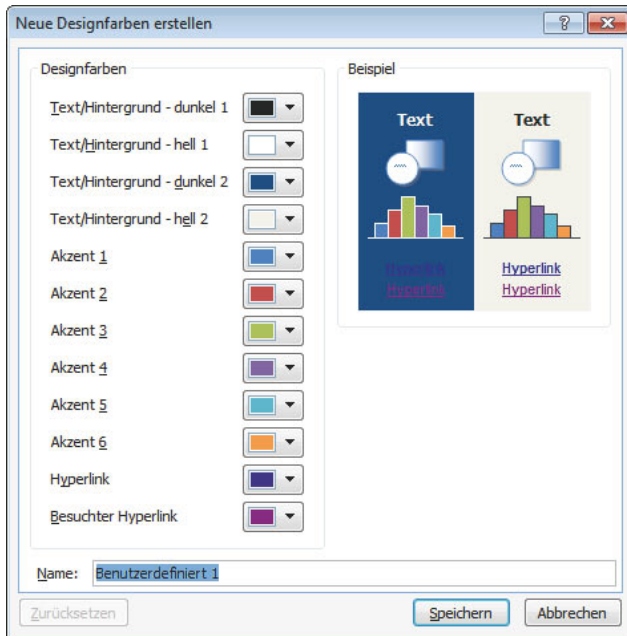 Neue Designfarben erstellen
Designfarben
Text/Hintergrund - dunkel 1
Text/Hintergrund - hell 1
Text/Hintergrund - dunkel 2
Text/Hintergrund - hell 2
Akzent 1
Akzent 2
Akzent 3
Akzent 4
Akzent 5
Akzent 6
Hyperlink
Besuchter Hyperlink
Beispiel
Text Text
Hyperlink Hyperlink
Hyperlink Hyperlink
Name: Benutzerdefiniert 1
Zurücksetzen Speichern Abbrechen